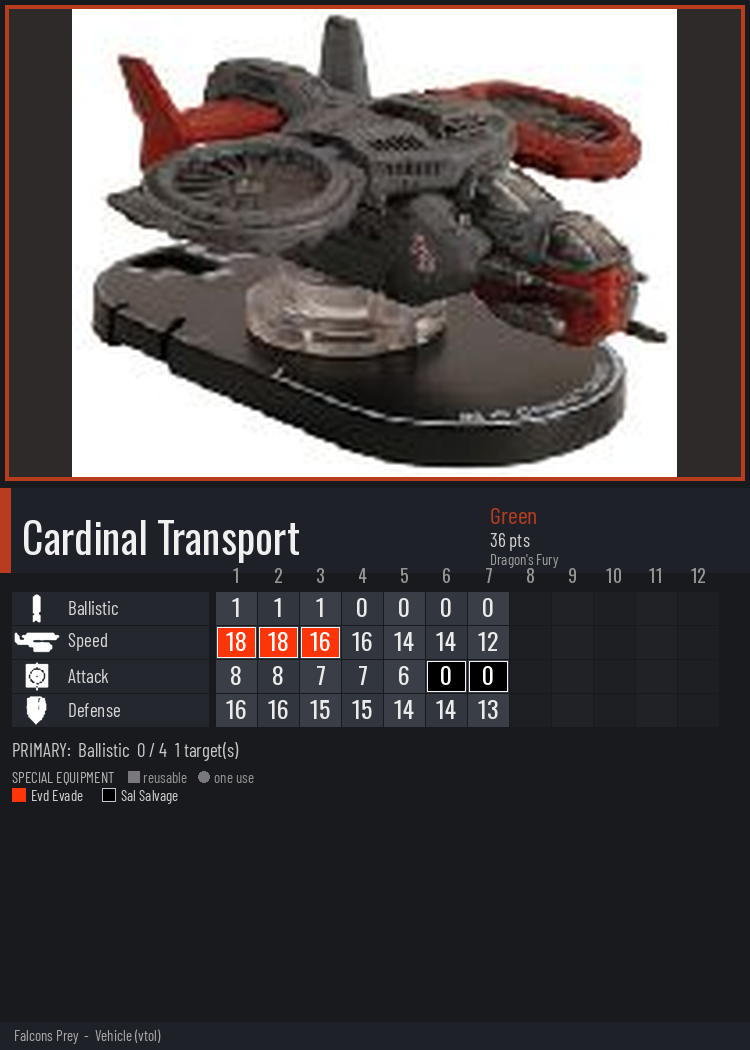 Cardinal Transport
Green
36 pts
Dragon's Fury
1 2 3 4 5 6 7 8 9 10 11 12
Ballistic 1 1 1 0 0 0 0
Speed 18 18 16 16 14 14 12
Attack 8 8 7 7 6 0 0
Defense 16 16 15 15 14 14 13
PRIMARY: Ballistic 0 / 4 1 target(s)
SPECIAL EQUIPMENT reusable one use
Evd Evade Sal Salvage
Falcons Prey - Vehicle (vtol)